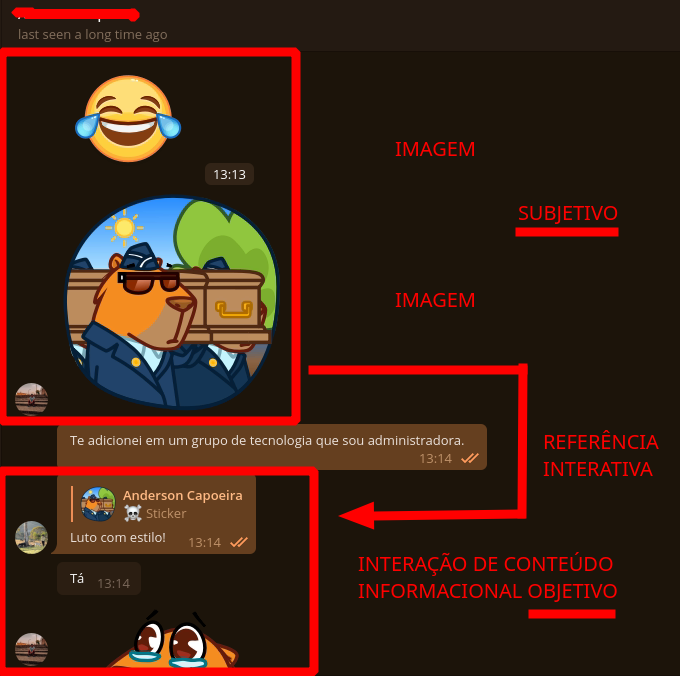 last seen a long time ago
IMAGEM
13:13
SUBJETIVO
IMAGEM
Te adicionei em um grupo de tecnologia que sou administradora.
13:14
REFERÊNCIA
INTERATIVA
Anderson Capoeira
☠️ Sticker
Luto com estilo! 13:14
INTERAÇÃO DE CONTEÚDO
INFORMACIONAL OBJETIVO
Tá 13:14